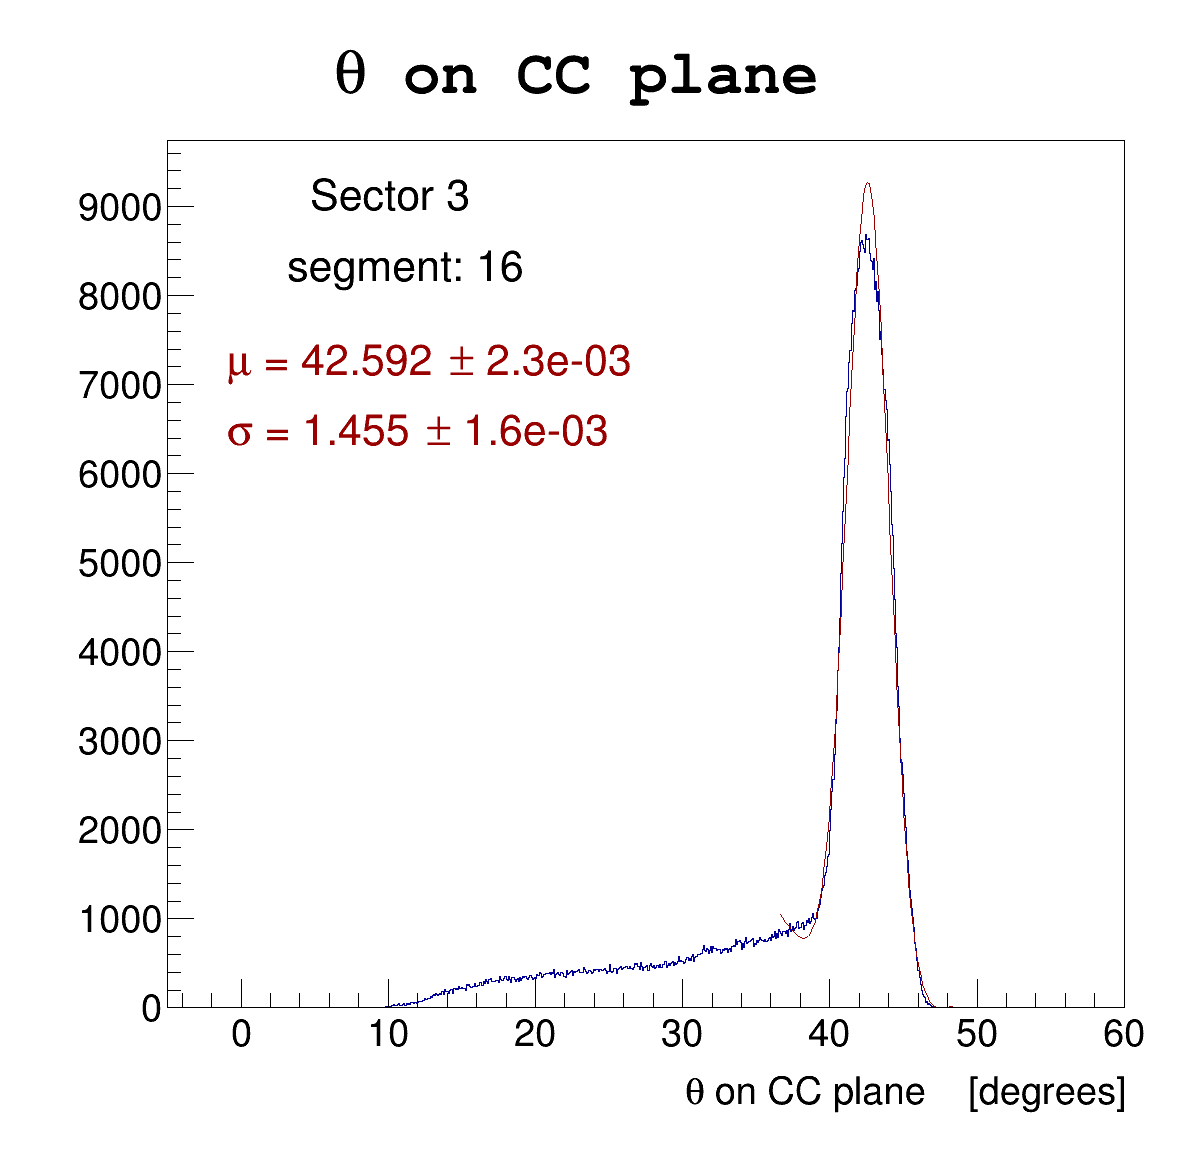 θ on CC plane
Sector 3
segment: 16
μ = 42.592 ± 2.3e-03
σ = 1.455 ± 1.6e-03
9000
8000
7000
6000
5000
4000
3000
2000
1000
0
0 10 20 30 40 50 60
θ on CC plane [degrees]